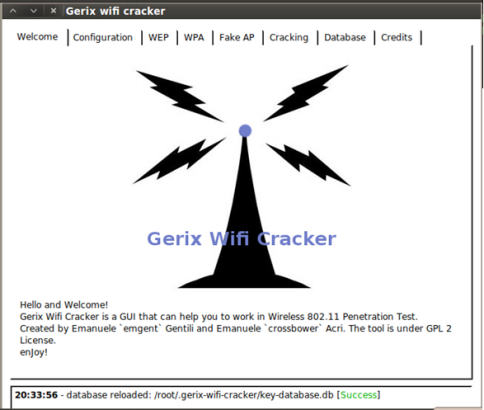 Gerix wifi cracker
Welcome Configuration WEP WPA Fake AP Cracking Database Credits
Gerix Wifi Cracker
Hello and Welcome!
Gerix Wifi Cracker is a GUI that can help you to work in Wireless 802.11 Penetration Test.
Created by Emanuele `emgent` Gentili and Emanuele `crossbower` Acri. The tool is under GPL 2
License.
enJoy!
20:33:56 - database reloaded: /root/.gerix-wifi-cracker/key-database.db [Success]